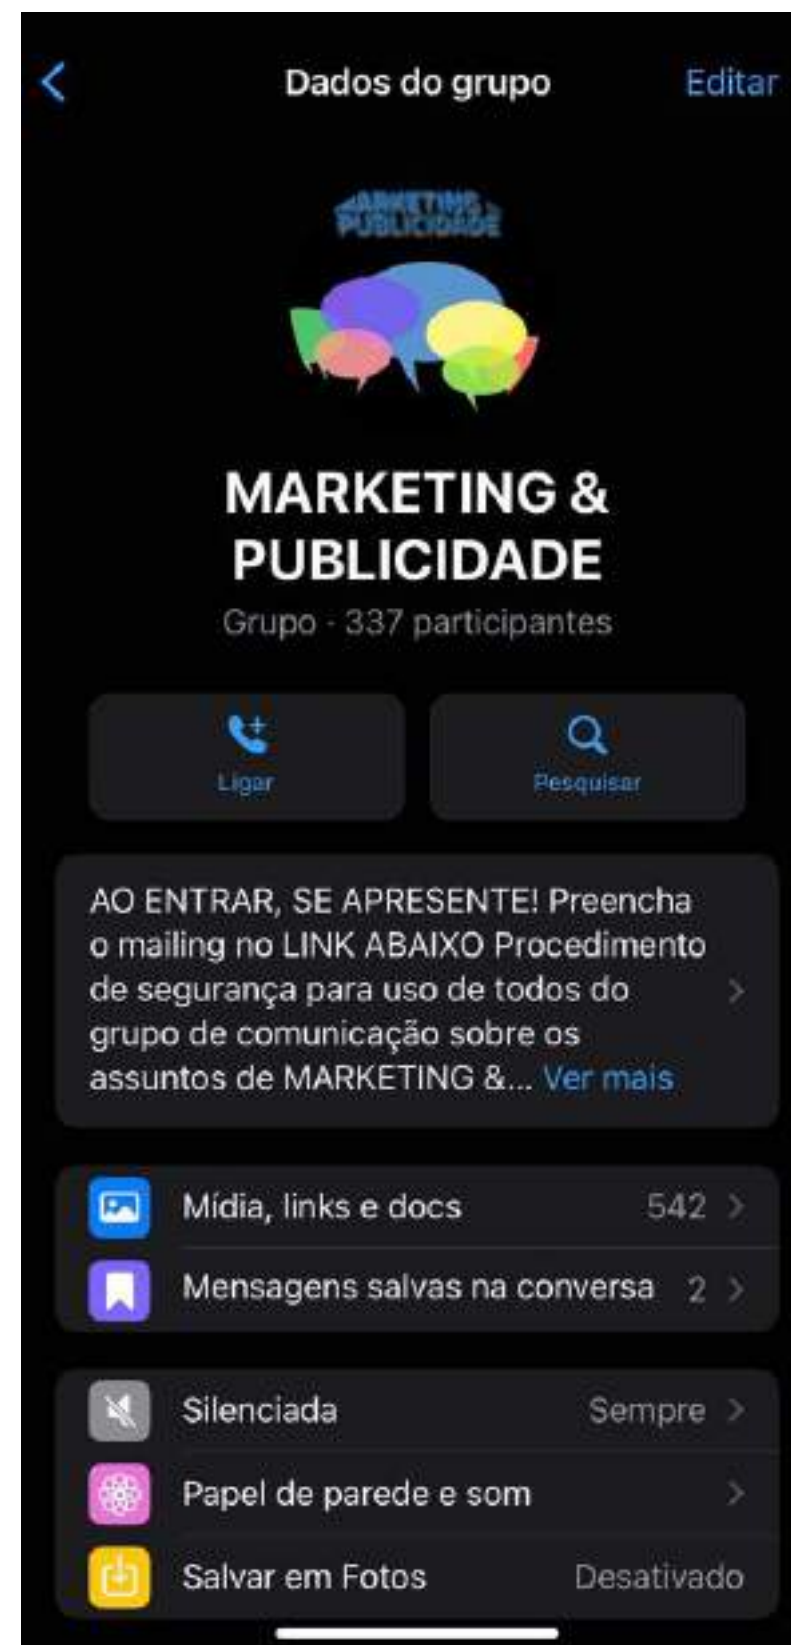 Dados do grupo
Editar
MARKETING &
PUBLICIDADE
MARKETING &
PUBLICIDADE
Grupo - 337 participantes
Ligar
Pesquisar
AO ENTRAR, SE APRESENTE! Preencha
o mailing no LINK ABAIXO Procedimento
de segurança para uso de todos do
grupo de comunicação sobre os
assuntos de MARKETING &... Ver mais
Mídia, links e docs
542
Mensagens salvas na conversa
2
Silenciada
Sempre
Papel de parede e som
Salvar em Fotos
Desativado